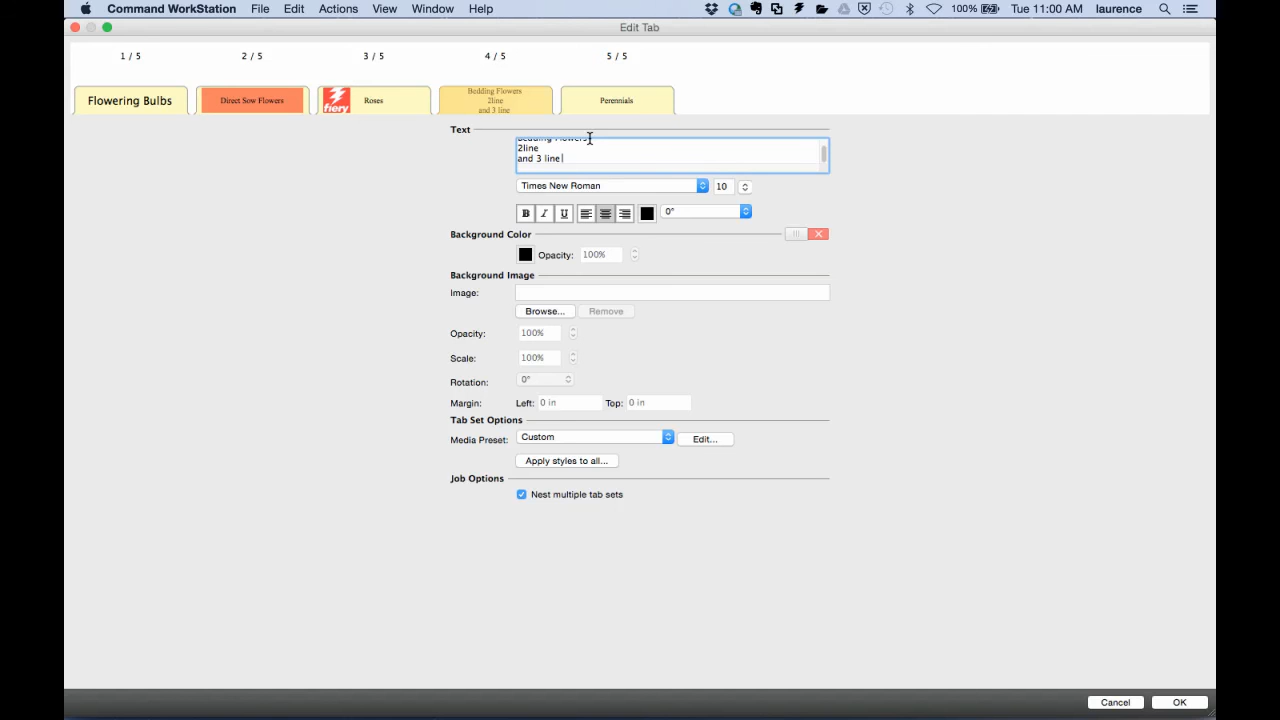 Command WorkStation File Edit Actions View Window Help 100% Tue 11:00 AM laurence
Edit Tab
1 / 5 2 / 5 3 / 5 4 / 5 5 / 5
Flowering Bulbs
Direct Sow Flowers
fiery
Roses
Bedding Flowers
2line
and 3 line
Perennials
Text
Bedding Flowers
2line
and 3 line
Times New Roman 10
B I U 0°
Background Color
Opacity: 100%
Background Image
Image:
Browse... Remove
Opacity: 100%
Scale: 100%
Rotation: 0°
Margin: Left: 0 in Top: 0 in
Tab Set Options
Media Preset: Custom Edit...
Apply styles to all...
Job Options
Nest multiple tab sets
Cancel OK